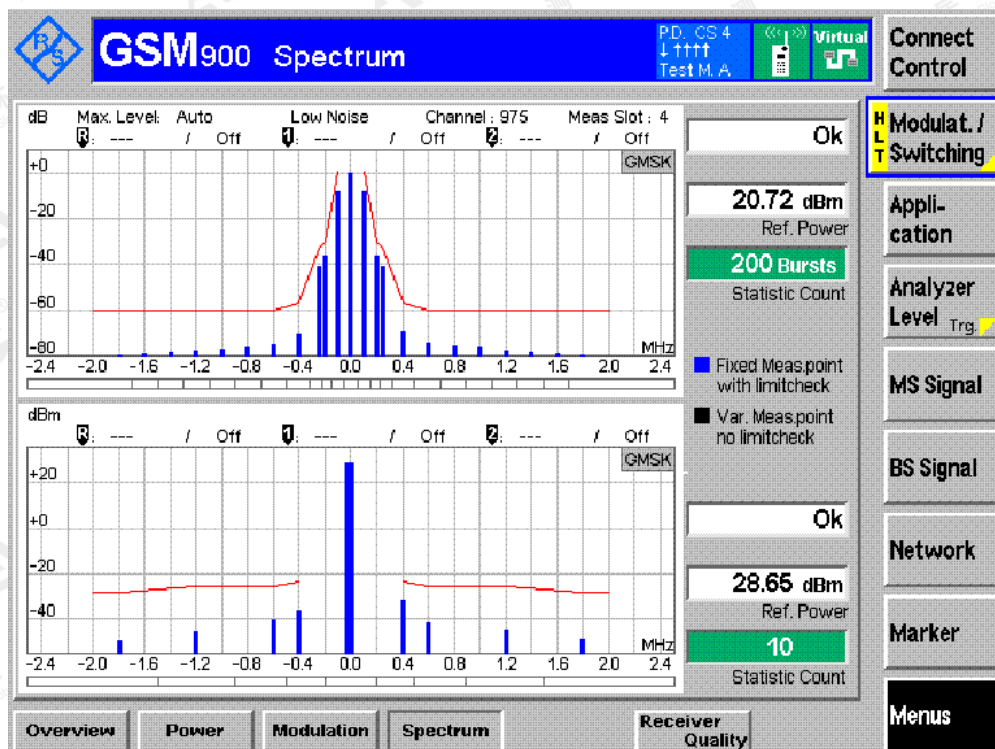 R&S
GSM900 Spectrum
P.D. CS 4
Test M. A
Virtual
Connect
Control
dB Max. Level: Auto Low Noise Channel : 975 Meas Slot : 4
R: --- / Off 1: --- / Off 2: --- / Off
GMSK
+0
-20
-40
-60
-80
MHz
-2.4 -2.0 -1.6 -1.2 -0.8 -0.4 0.0 0.4 0.8 1.2 1.6 2.0 2.4
Ok
20.72 dBm
Ref. Power
200 Bursts
Statistic Count
Fixed Meas.point
with limitcheck
Var. Meas.point
no limitcheck
dBm
R: --- / Off 1: --- / Off 2: --- / Off
GMSK
+20
+0
-20
-40
MHz
-2.4 -2.0 -1.6 -1.2 -0.8 -0.4 0.0 0.4 0.8 1.2 1.6 2.0 2.4
Ok
28.65 dBm
Ref. Power
10
Statistic Count
HLT
Modulat. /
Switching
Appli-
cation
Analyzer
Level Trg.
MS Signal
BS Signal
Network
Marker
Menus
Overview
Power
Modulation
Spectrum
Receiver
Quality